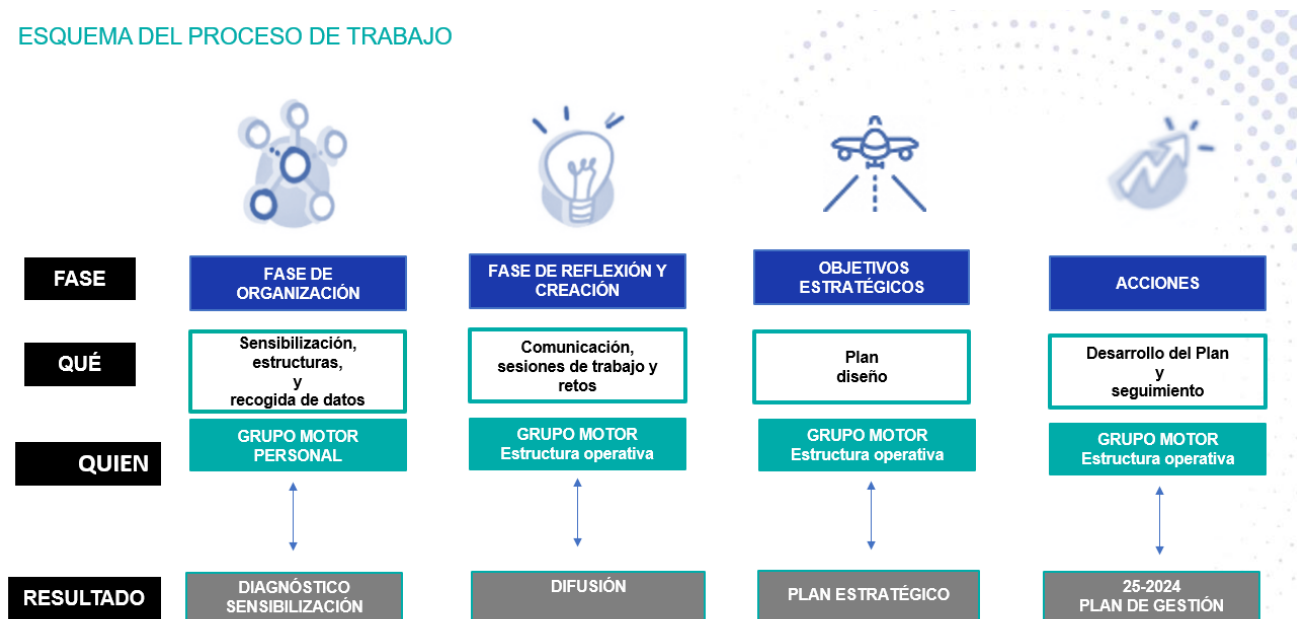 ESQUEMA DEL PROCESO DE TRABAJO
FASE
FASE DE
ORGANIZACIÓN
FASE DE REFLEXIÓN Y
CREACIÓN
OBJETIVOS
ESTRATÉGICOS
ACCIONES
QUÉ
Sensibilización,
estructuras,
y
recogida de datos
Comunicación,
sesiones de trabajo y
retos
Plan
diseño
Desarrollo del Plan
y
seguimiento
QUIEN
GRUPO MOTOR
PERSONAL
GRUPO MOTOR
Estructura operativa
GRUPO MOTOR
Estructura operativa
GRUPO MOTOR
Estructura operativa
RESULTADO
DIAGNÓSTICO
SENSIBILIZACIÓN
DIFUSIÓN
PLAN ESTRATÉGICO
25-2024
PLAN DE GESTIÓN